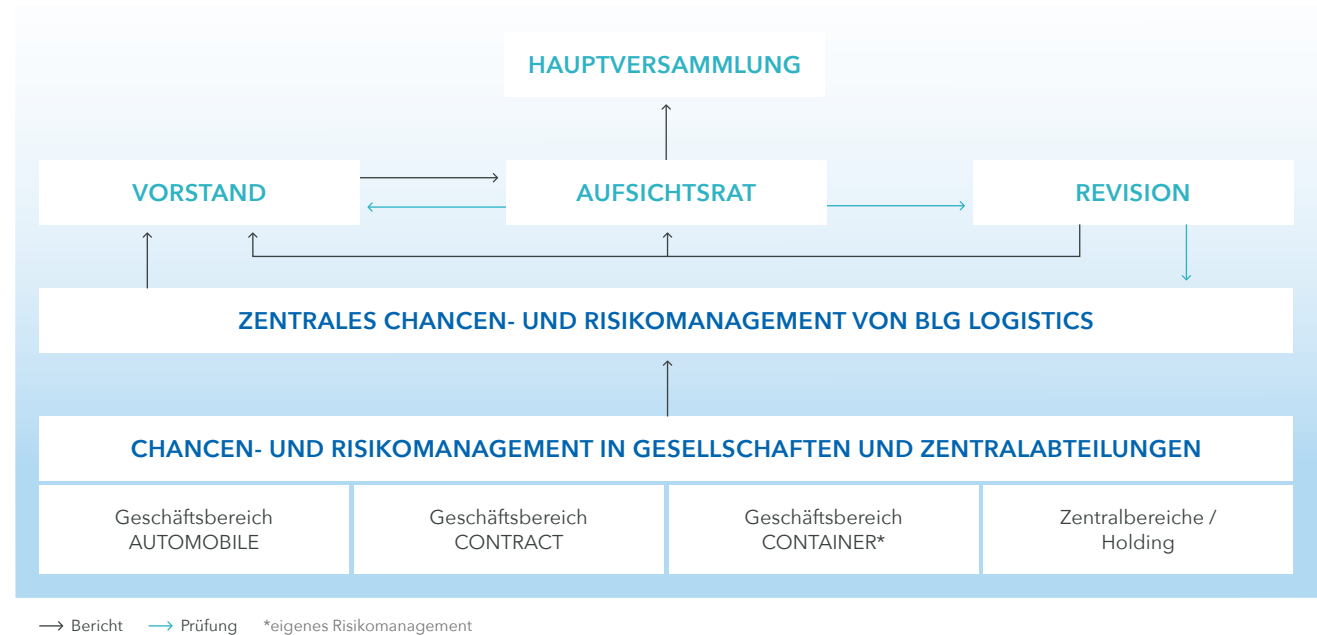 HAUPTVERSAMMLUNG
VORSTAND
AUFSICHTSRAT
REVISION
ZENTRALES CHANCEN- UND RISIKOMANAGEMENT VON BLG LOGISTICS
CHANCEN- UND RISIKOMANAGEMENT IN GESELLSCHAFTEN UND ZENTRALABTEILUNGEN
Geschäftsbereich
AUTOMOBILE
Geschäftsbereich
CONTRACT
Geschäftsbereich
CONTAINER*
Zentralbereiche /
Holding
Bericht
Prüfung
*eigenes Risikomanagement